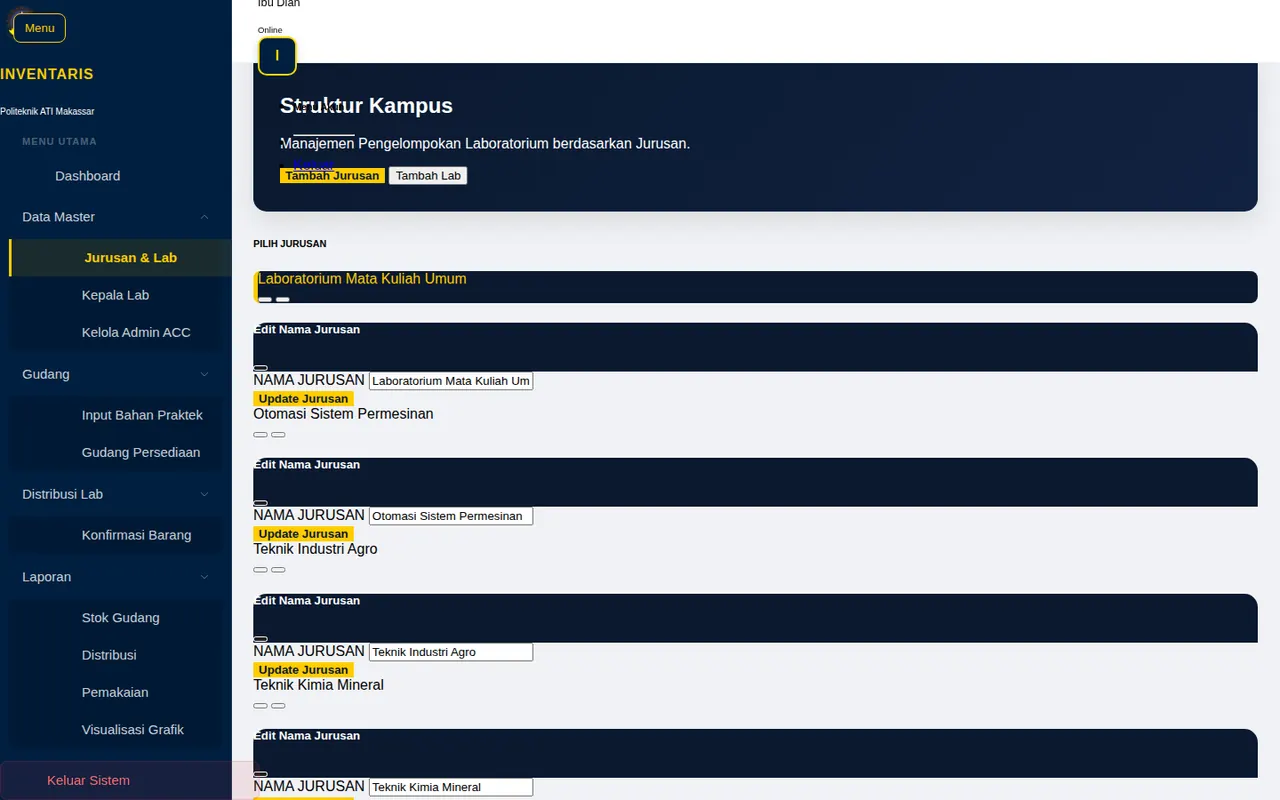 Menu
INVENTARIS
Politeknik ATI Makassar
MENU UTAMA
Dashboard
Data Master
Jurusan & Lab
Kepala Lab
Kelola Admin ACC
Gudang
Input Bahan Praktek
Gudang Persediaan
Distribusi Lab
Konfirmasi Barang
Laporan
Stok Gudang
Distribusi
Pemakaian
Visualisasi Grafik
Keluar Sistem
Ibu Dian
Online
I
Struktur Kampus
Manajemen Pengelompokan Laboratorium berdasarkan Jurusan.
Keluar
Tambah Jurusan Tambah Lab
PILIH JURUSAN
Laboratorium Mata Kuliah Umum
Edit Nama Jurusan
NAMA JURUSAN Laboratorium Mata Kuliah Um
Update Jurusan
Otomasi Sistem Permesinan
Edit Nama Jurusan
NAMA JURUSAN Otomasi Sistem Permesinan
Update Jurusan
Teknik Industri Agro
Edit Nama Jurusan
NAMA JURUSAN Teknik Industri Agro
Update Jurusan
Teknik Kimia Mineral
Edit Nama Jurusan
NAMA JURUSAN Teknik Kimia Mineral